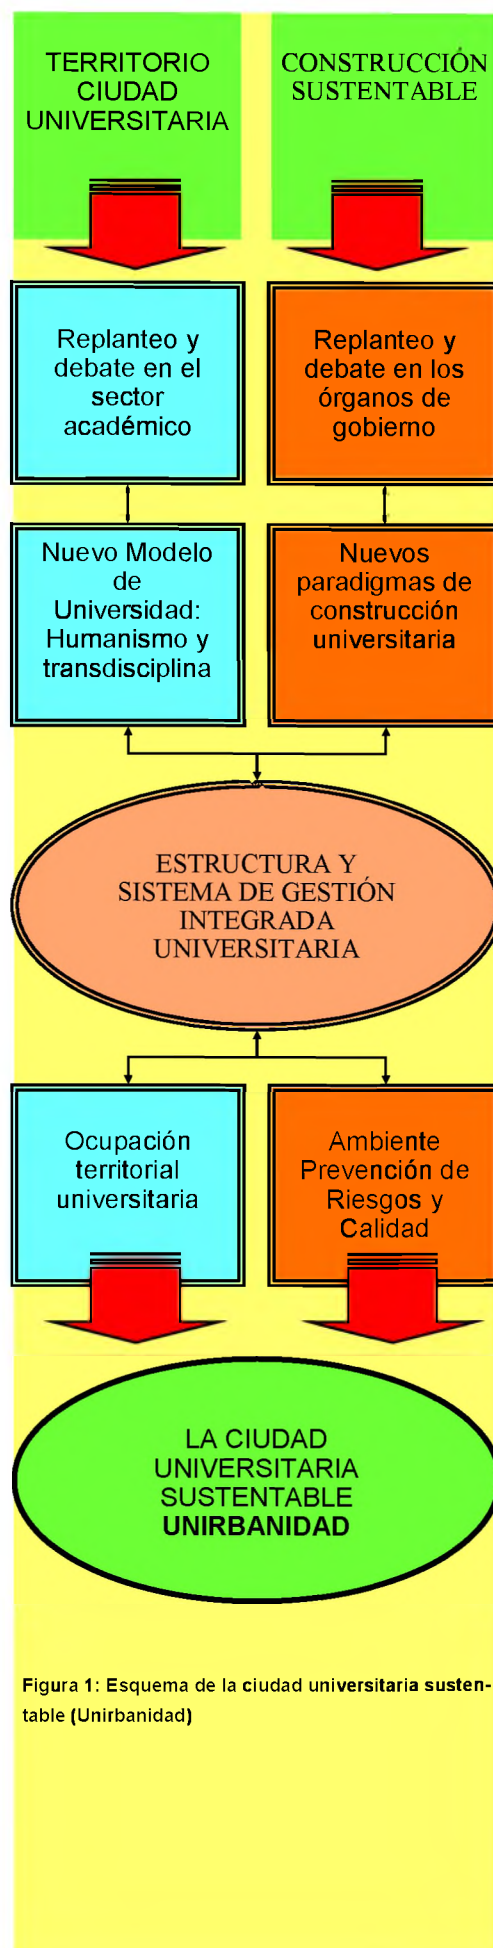 TERRITORIO
CIUDAD
UNIVERSITARIA
CONSTRUCCIÓN
SUSTENTABLE
Replanteo y
debate en el
sector
académico
Replanteo y
debate en los
órganos de
gobierno
Nuevo Modelo
de
Universidad:
Humanismo y
transdisciplina
Nuevos
paradigmas de
construcción
universitaria
ESTRUCTURA Y
SISTEMA DE GESTIÓN
INTEGRADA
UNIVERSITARIA
Ocupación
territorial
universitaria
Ambiente
Prevención de
Riesgos y
Calidad
LA CIUDAD
UNIVERSITARIA
SUSTENTABLE
UNIRBANIDAD
Figura 1: Esquema de la ciudad universitaria susten-
table (Unirbanidad)